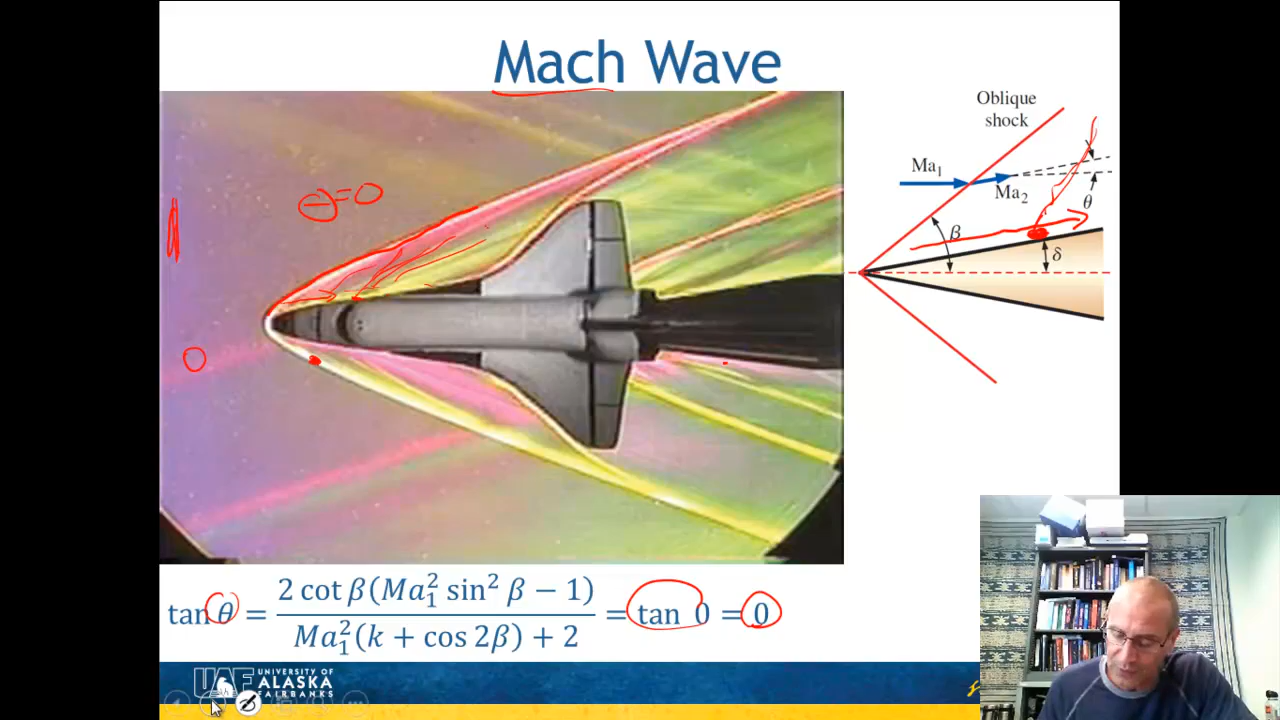 Mach Wave
Oblique
shock
Ma₁
Ma₂
θ
β
δ
θ=0
tan θ = 2 cot β(Ma₁² sin² β − 1) / Ma₁²(k + cos 2β) + 2 = tan 0 = 0
UAF UNIVERSITY OF
ALASKA
FAIRBANKS